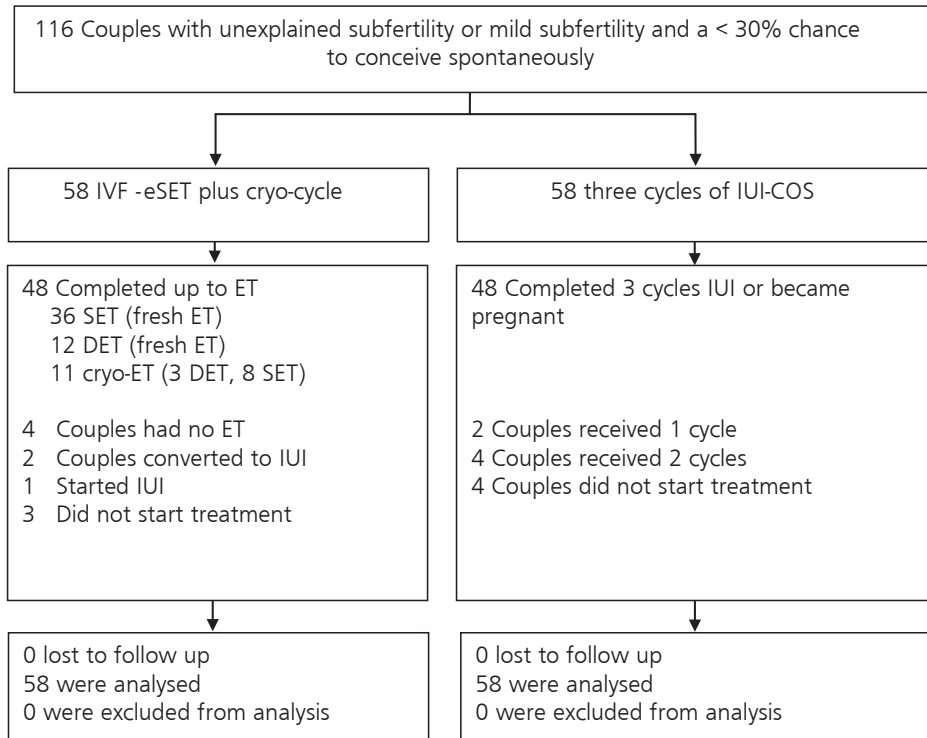 116 Couples with unexplained subfertility or mild subfertility and a < 30% chance
to conceive spontaneously
58 IVF -eSET plus cryo-cycle
58 three cycles of IUI-COS
48 Completed up to ET
36 SET (fresh ET)
12 DET (fresh ET)
11 cryo-ET (3 DET, 8 SET)
4 Couples had no ET
2 Couples converted to IUI
1 Started IUI
3 Did not start treatment
48 Completed 3 cycles IUI or became
pregnant
2 Couples received 1 cycle
4 Couples received 2 cycles
4 Couples did not start treatment
0 lost to follow up
58 were analysed
0 were excluded from analysis
0 lost to follow up
58 were analysed
0 were excluded from analysis